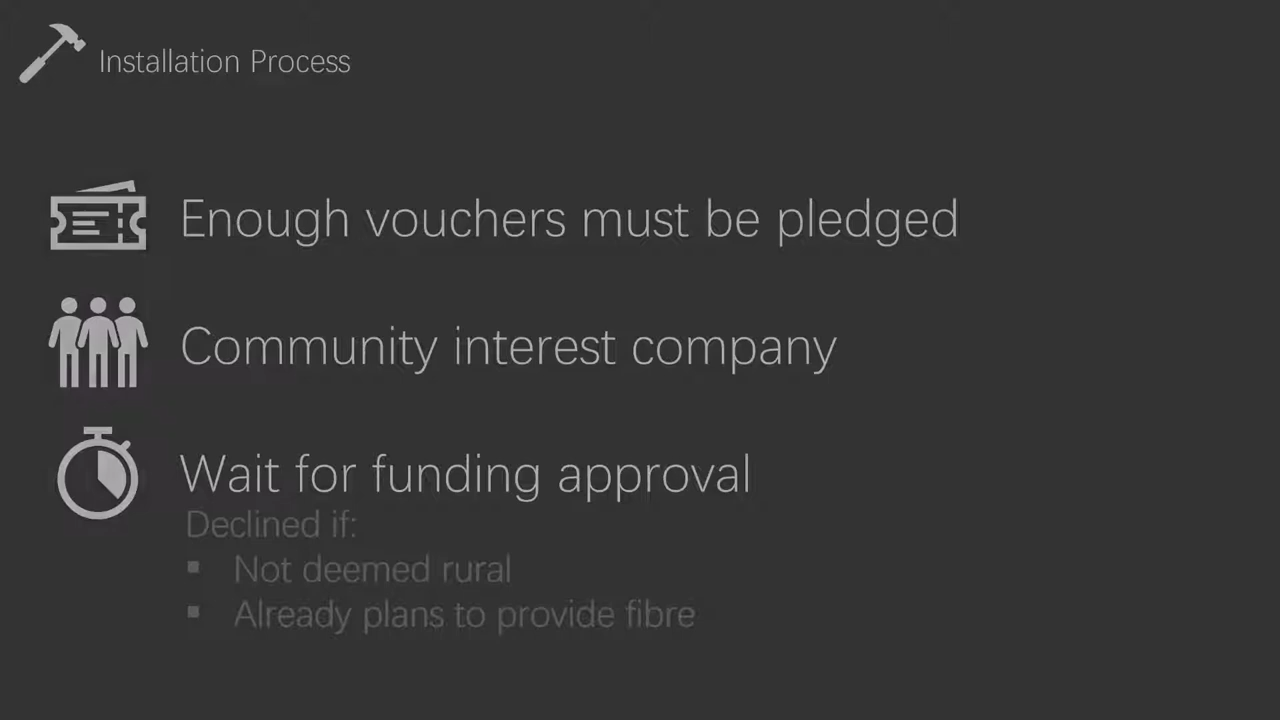 Installation Process
Enough vouchers must be pledged
Community interest company
Wait for funding approval
Declined if:
▪ Not deemed rural
▪ Already plans to provide fibre